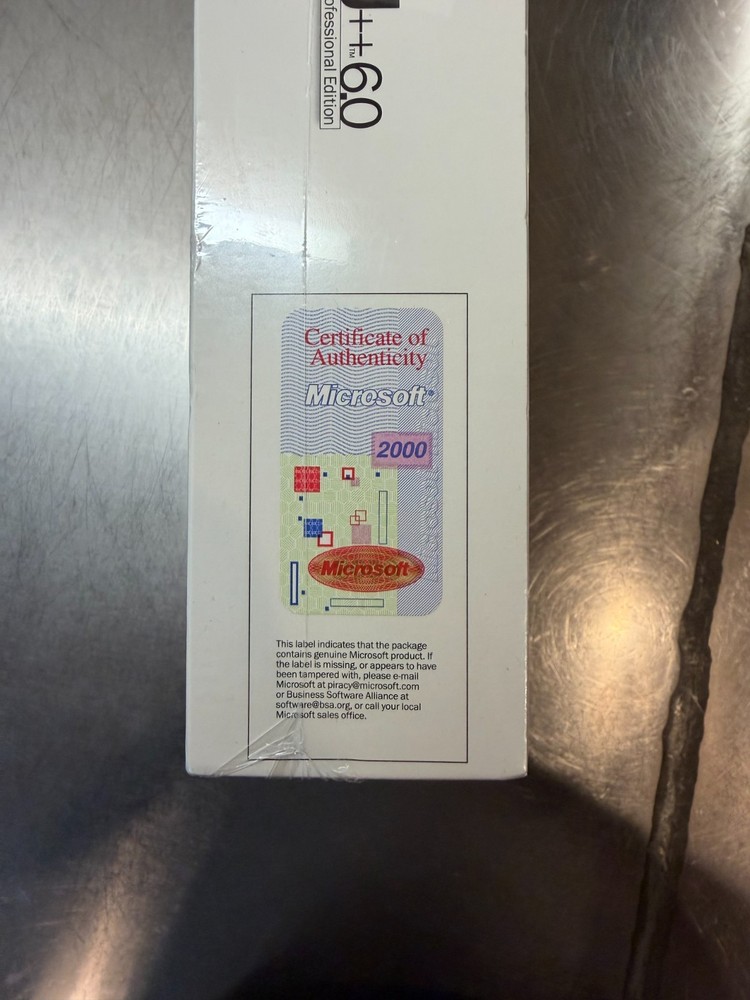 ++™6.0
ofessional Edition
Certificate of
Authenticity
Microsoft®
2000
Microsoft
This label indicates that the package
contains genuine Microsoft product. If
the label is missing, or appears to have
been tampered with, please e-mail
Microsoft at piracy@microsoft.com
or Business Software Alliance at
software@bsa.org, or call your local
Microsoft sales office.